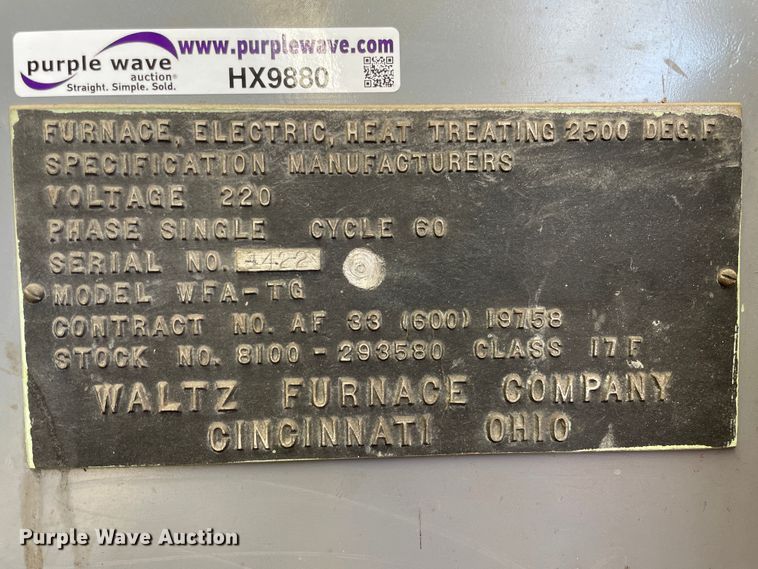 purple wave
auction®
Straight. Simple. Sold.
www.purplewave.com
HX9880
FURNACE, ELECTRIC, HEAT TREATING 2500 DEG. F.
SPECIFICATION MANUFACTURERS
VOLTAGE 220
PHASE SINGLE CYCLE 60
SERIAL NO. 4422
MODEL WFA-TG
CONTRACT NO. AF 33 (600) 19758
STOCK NO. 8100-293580 CLASS 17F
WALTZ FURNACE COMPANY
CINCINNATI OHIO
Purple Wave Auction